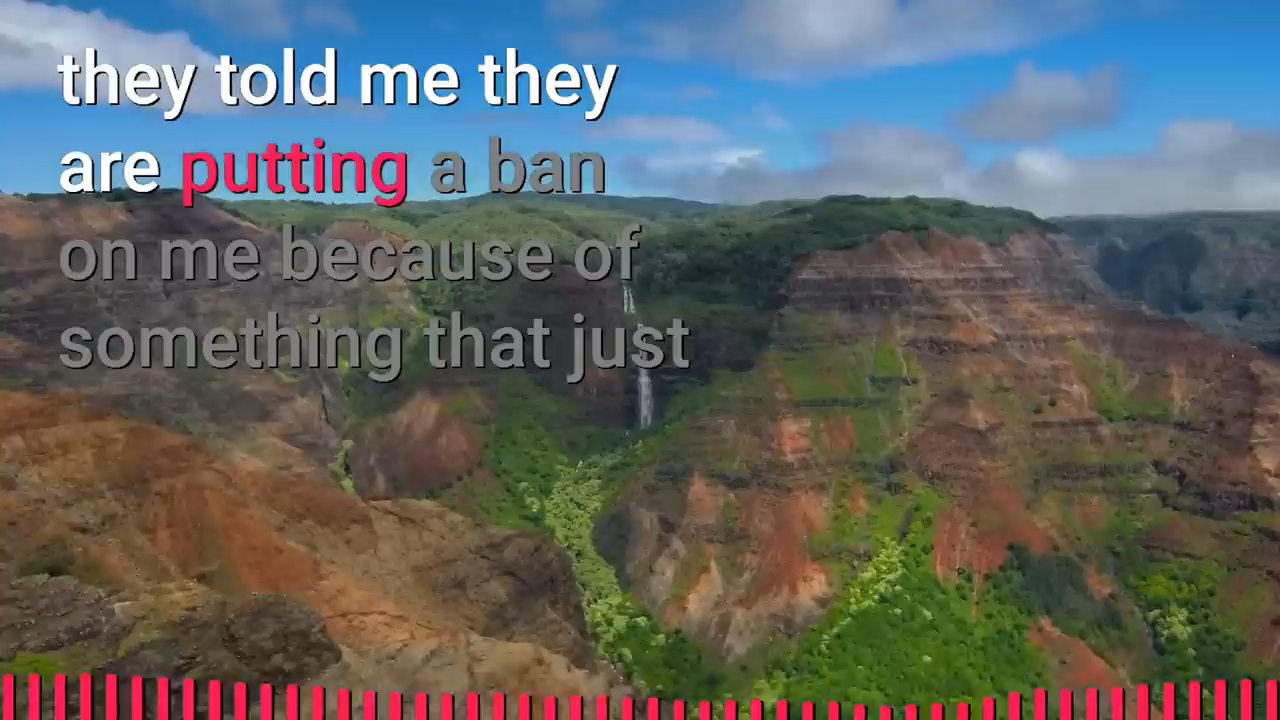 they told me they
are putting a ban
on me because of
something that just